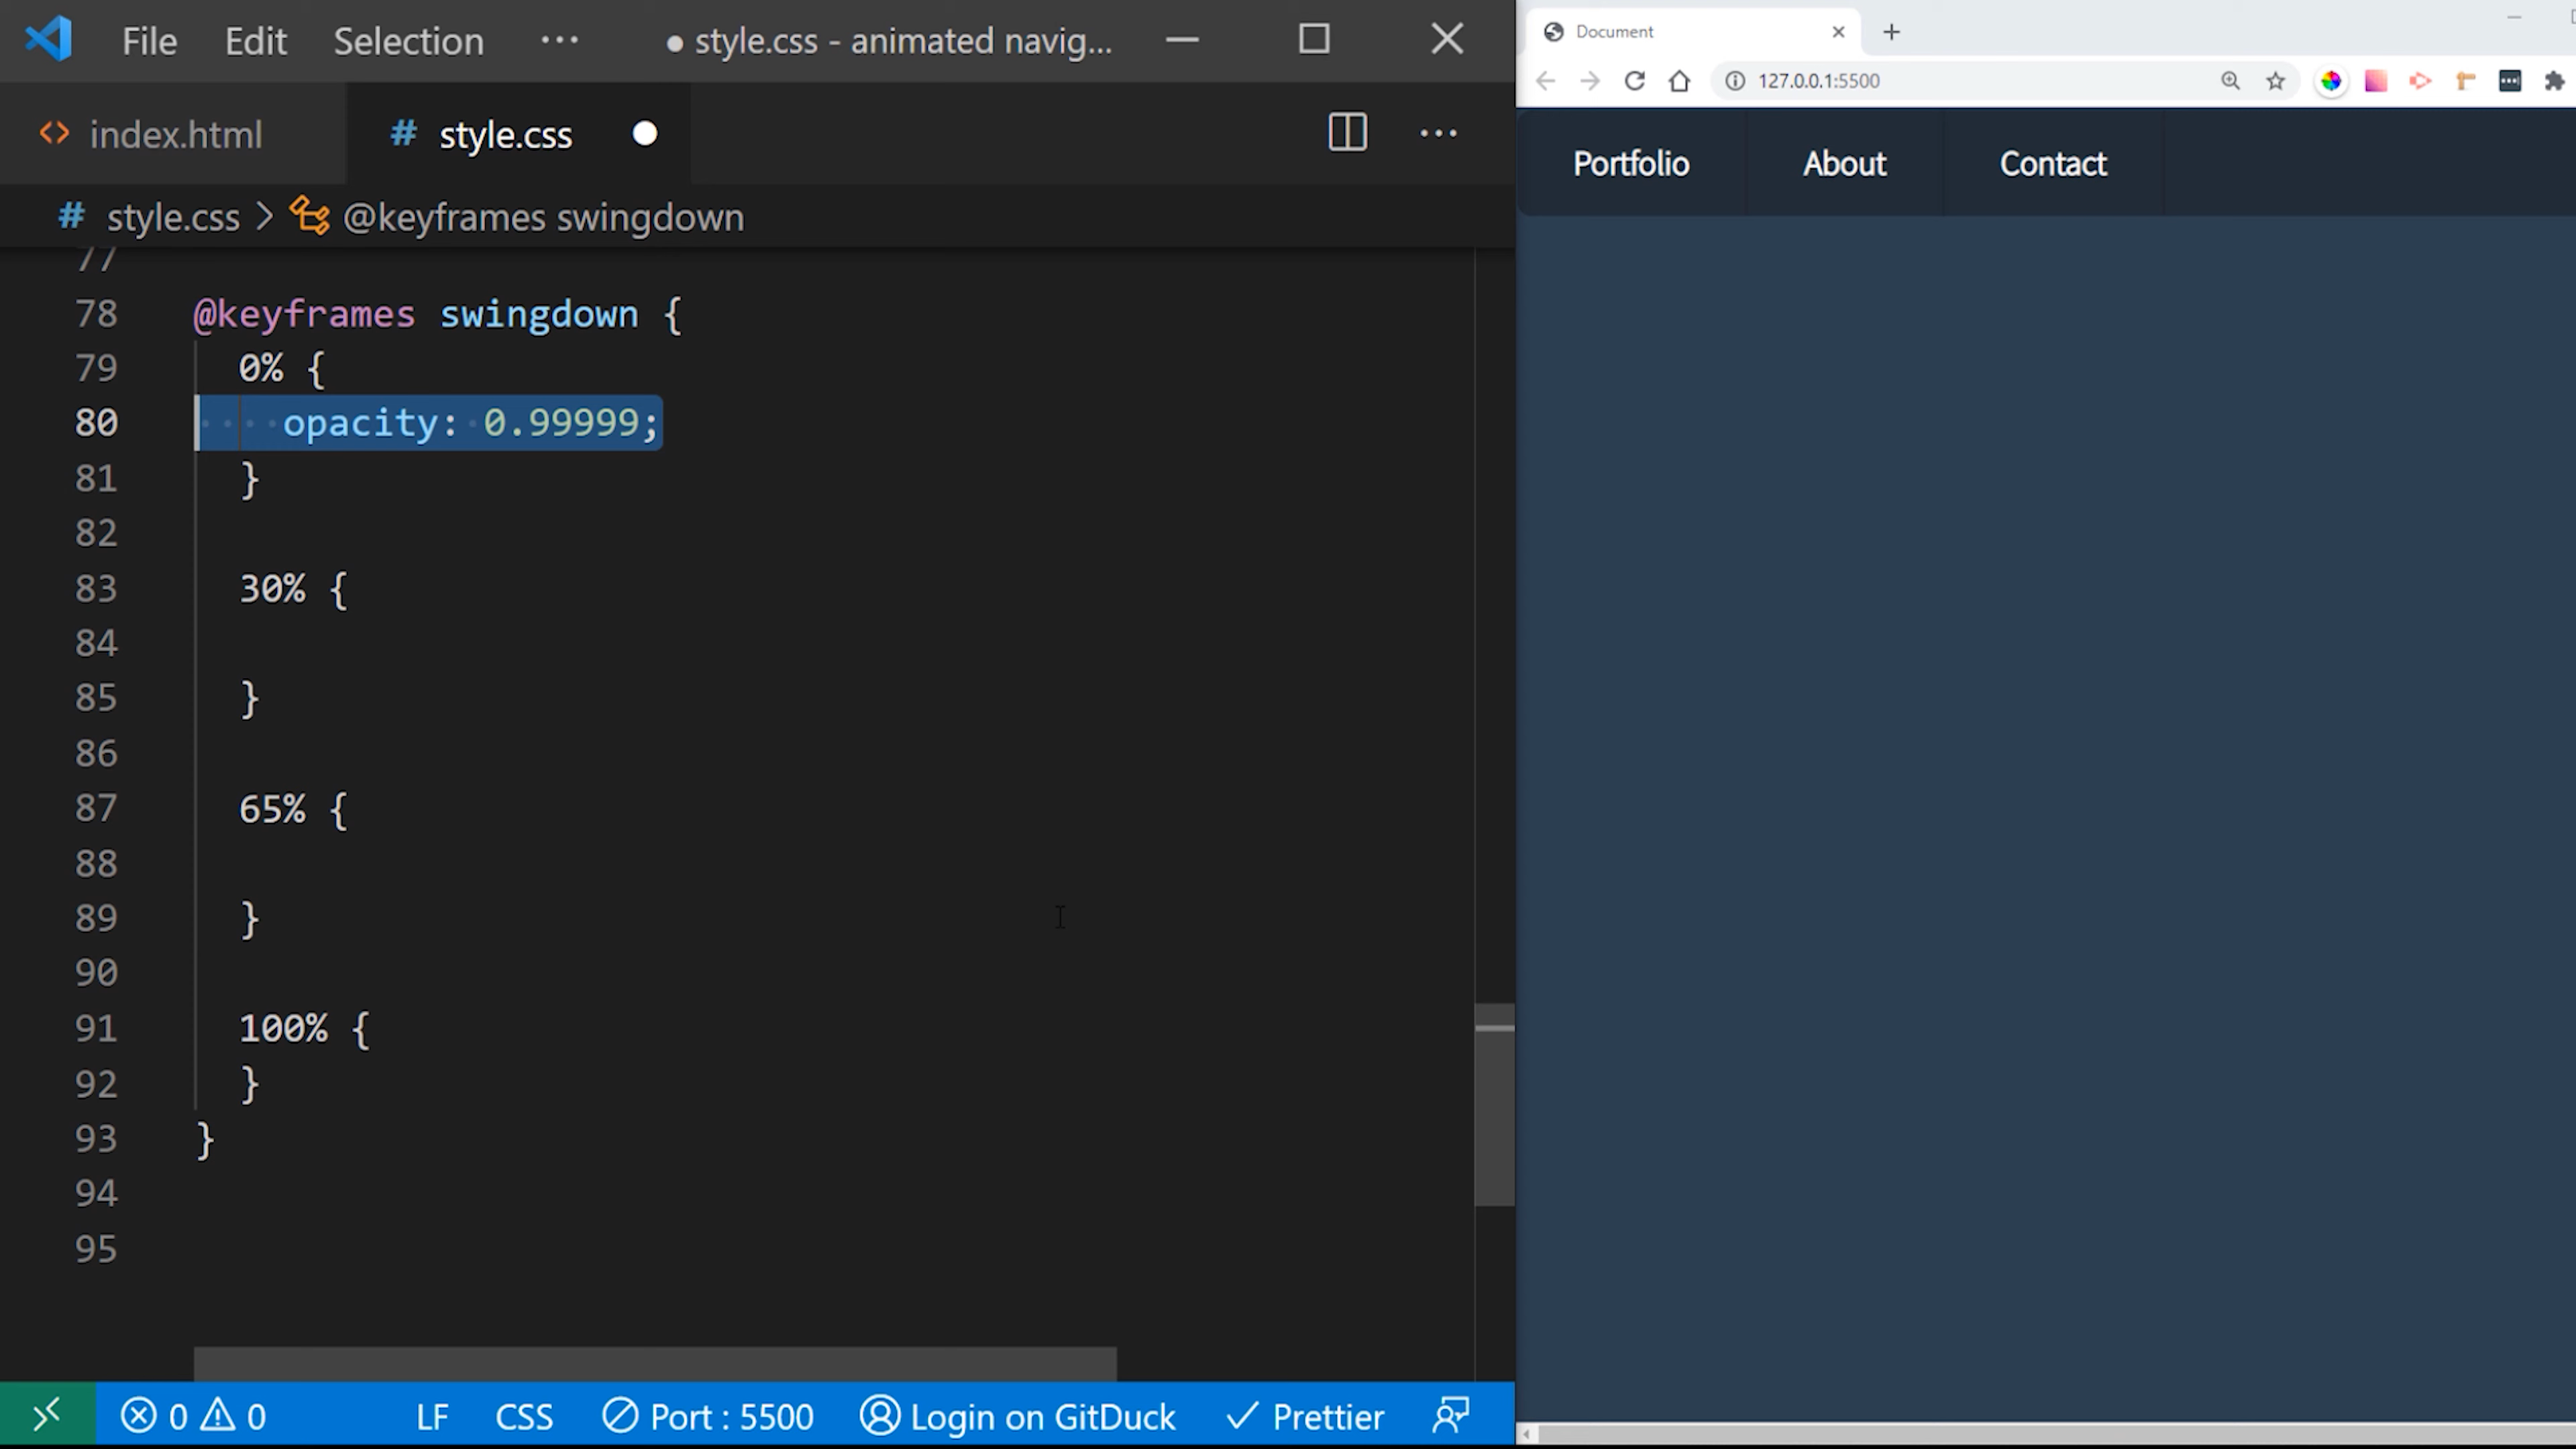 File Edit Selection ··· ● style.css - animated navig...
index.html # style.css
# style.css > @keyframes swingdown
77
78 @keyframes swingdown {
79 0% {
80 opacity: 0.99999;
81 }
82
83 30% {
84
85 }
86
87 65% {
88
89 }
90
91 100% {
92 }
93 }
94
95
0 0 LF CSS Port : 5500 Login on GitDuck Prettier
Document
127.0.0.1:5500
Portfolio About Contact